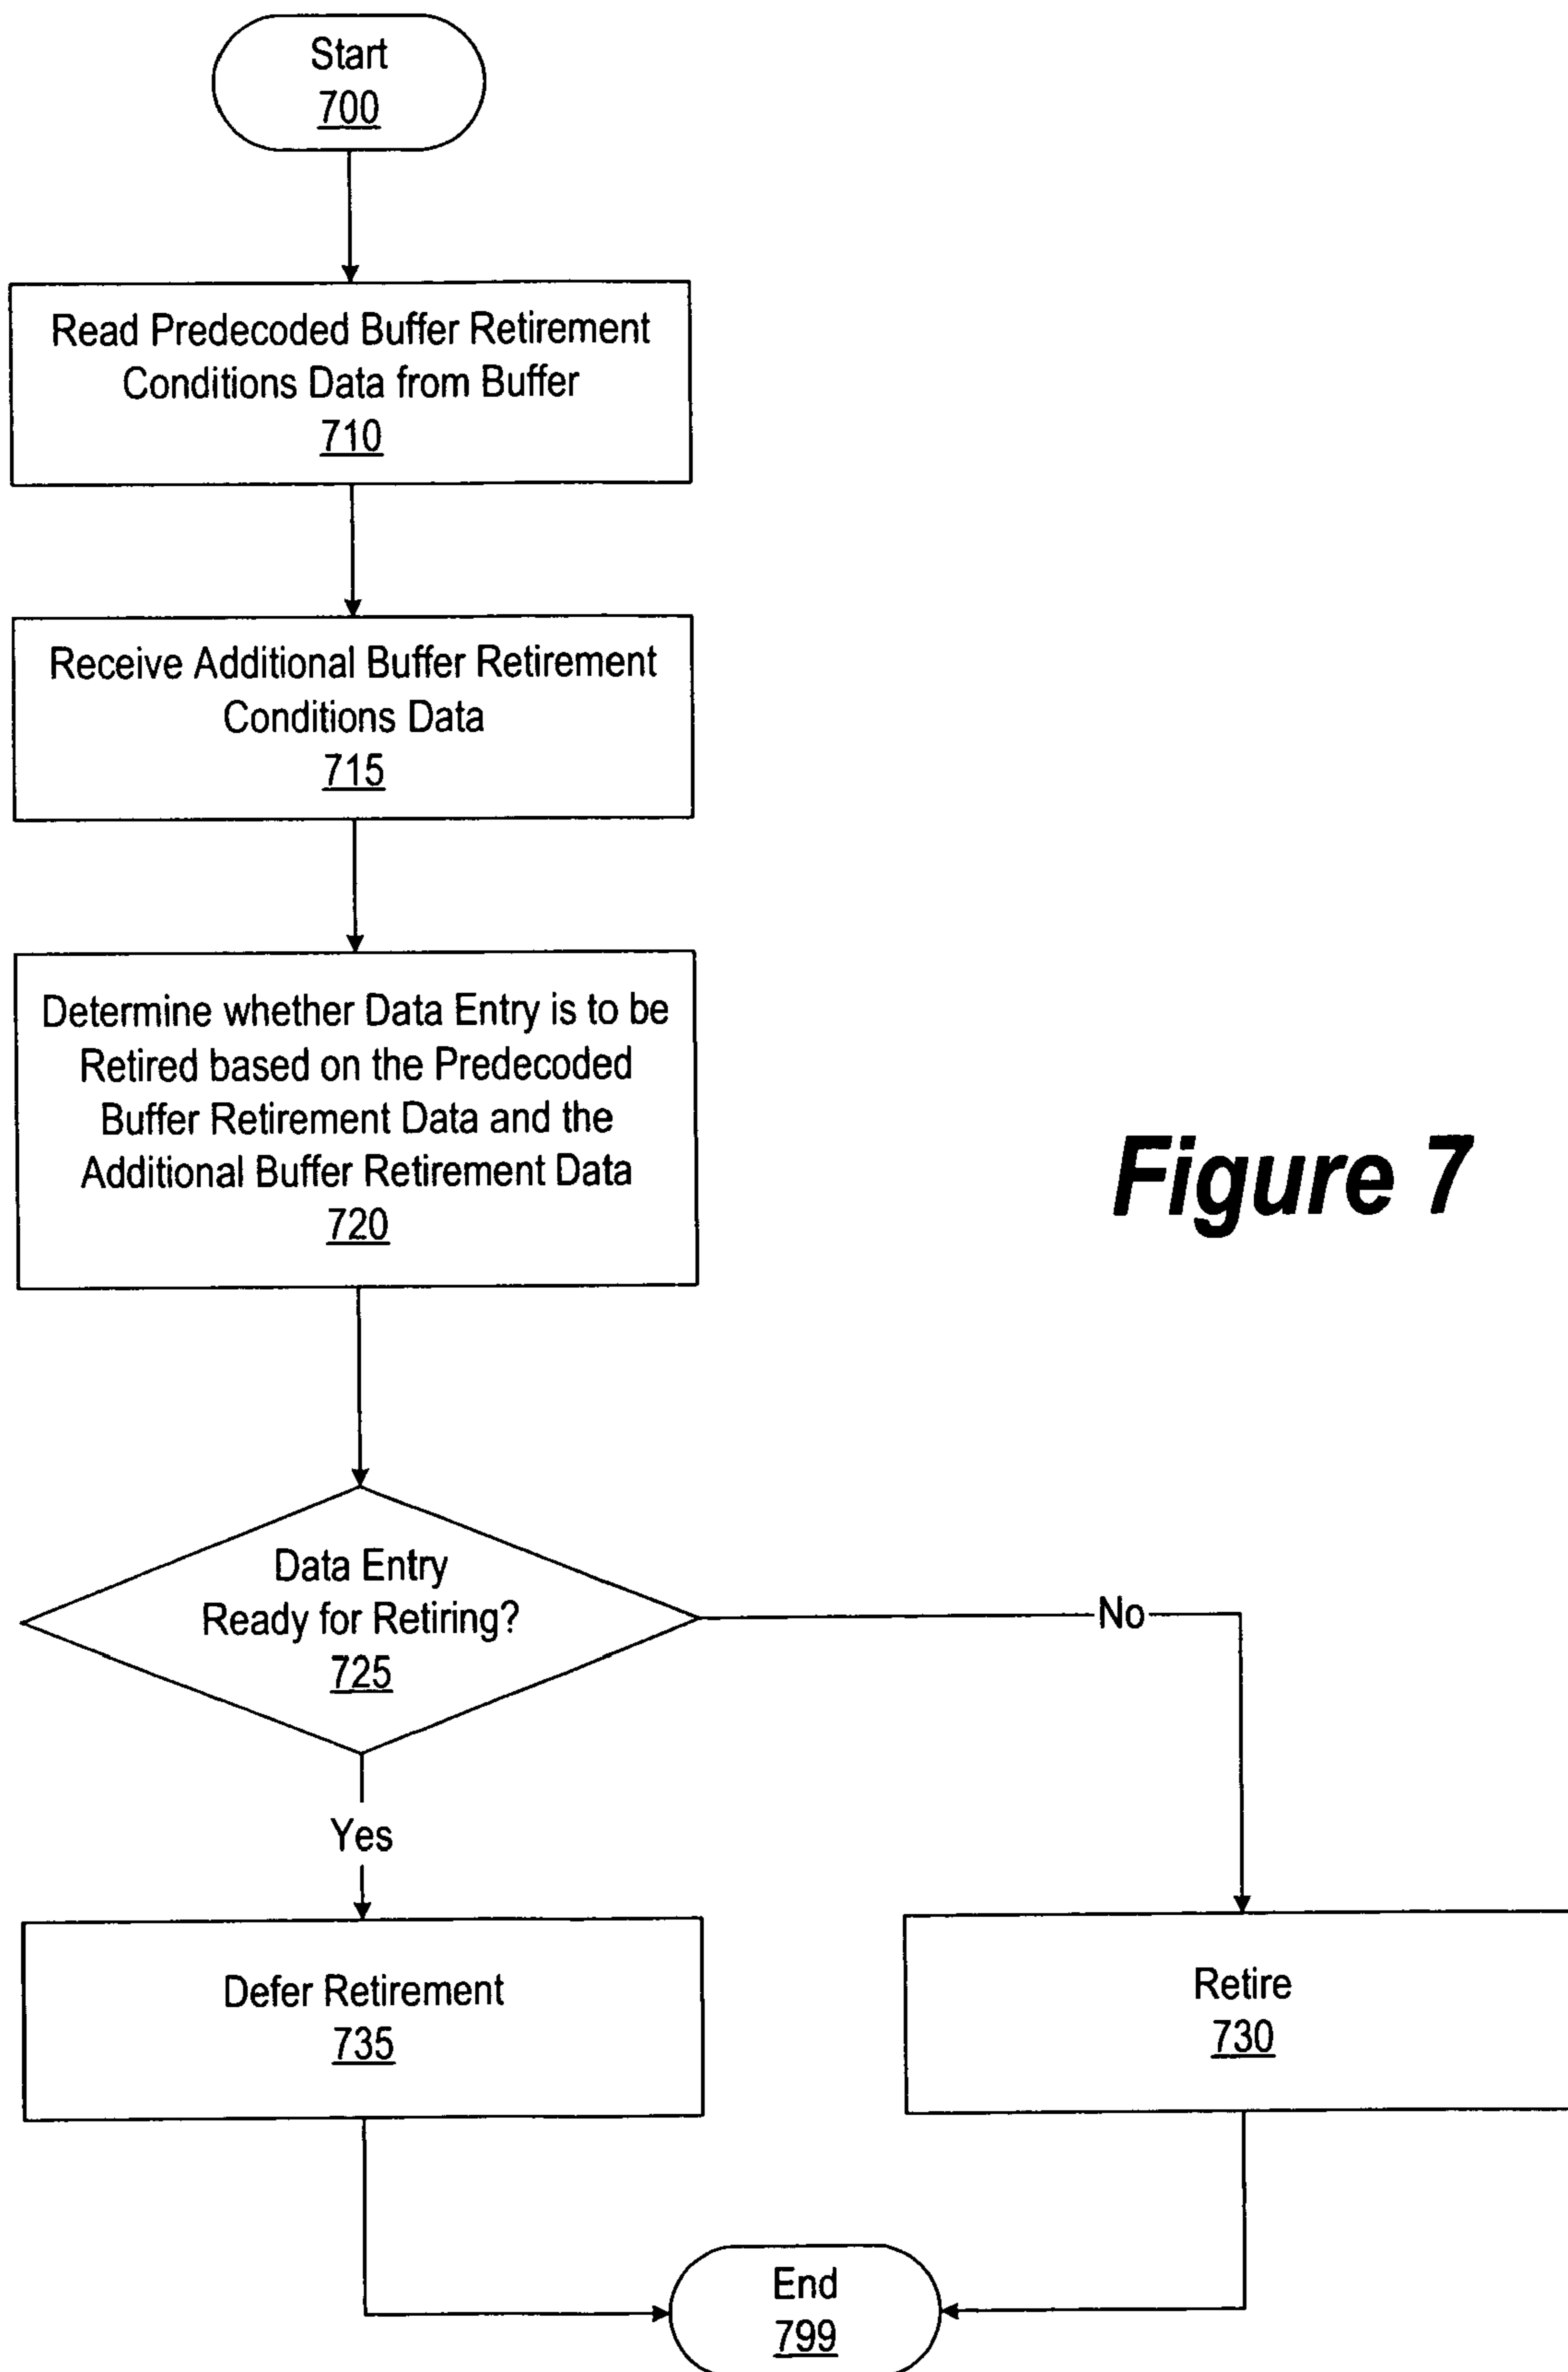 Start
700
Read Predecoded Buffer Retirement
Conditions Data from Buffer
710
Receive Additional Buffer Retirement
Conditions Data
715
Determine whether Data Entry is to be
Retired based on the Predecoded
Buffer Retirement Data and the
Additional Buffer Retirement Data
720
Figure 7
Data Entry
Ready for Retiring?
725
No
Yes
Defer Retirement
735
Retire
730
End
799